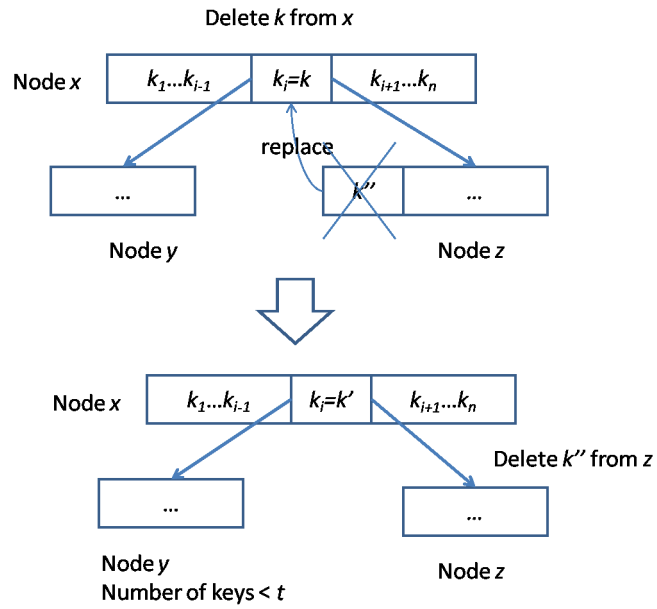 Delete k from x
Node x
k₁...kᵢ₋₁ kᵢ=k kᵢ₊₁...kₙ
replace
... k'' ...
Node y Node z
Node x
k₁...kᵢ₋₁ kᵢ=k' kᵢ₊₁...kₙ
Delete k'' from z
... ...
Node y
Number of keys < t
Node z